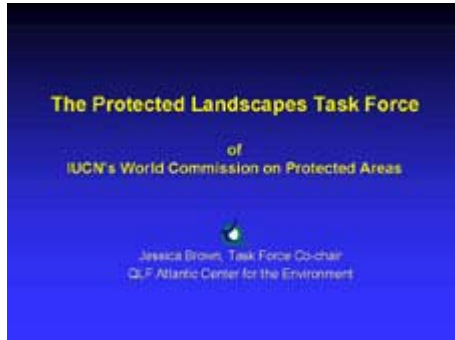 The Protected Landscapes Task Force
of
IUCN's World Commission on Protected Areas
Jessica Brown, Task Force Co-chair
QLF Atlantic Center for the Environment